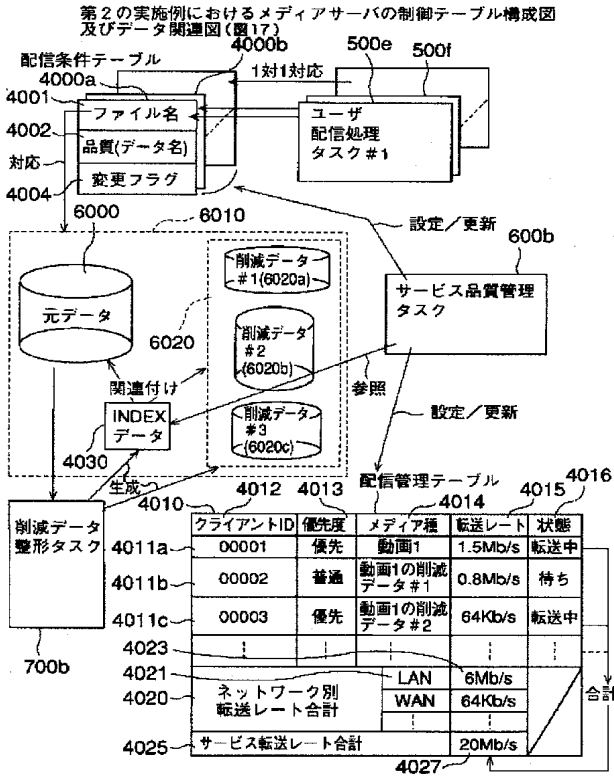 第2の実施例におけるメディアサーバの制御テーブル構成図
及びデータ関連図(図17)
配信条件テーブル
4000a
4000b
1対1対応
500e
500f
4001
ファイル名
4002
品質(データ名)
対応
4004
変更フラグ
ユーザ
配信処理
タスク#1
6000
6010
設定/更新
600b
元データ
6020
削減データ
#1(6020a)
削減データ
#2
(6020b)
削減データ
#3
(6020c)
サービス品質管理
タスク
関連付け
INDEX
データ
4030
参照
設定/更新
生成
配信管理テーブル
削減データ
整形タスク
700b
4010
4012
4013
4014
4015
4016
クライアントID 優先度 メディア種 転送レート 状態
4011a
00001 優先 動画1 1.5Mb/s 転送中
4011b
00002 普通 動画1の削減データ#1 0.8Mb/s 待ち
4011c
00003 優先 動画1の削減データ#2 64Kb/s 転送中
4023
4021
4020
ネットワーク別
転送レート合計
LAN 6Mb/s
WAN 64Kb/s
合計
4025
サービス転送レート合計 20Mb/s
4027